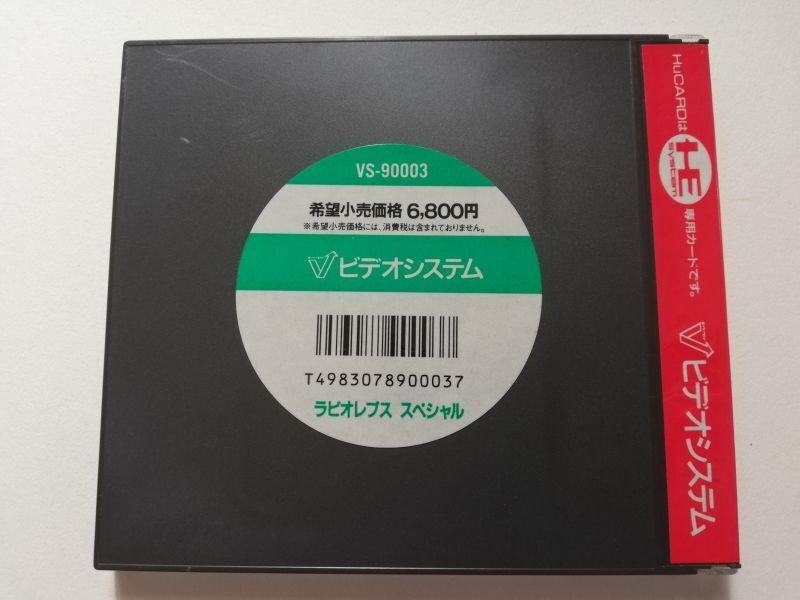 VS-90003
希望小売価格 6,800円
※希望小売価格には、消費税は含まれておりません。
ビデオシステム
T4983078900037
ラビオレプス スペシャル
HuCARDは
HE
system
専用カードです。
ビデオシステム